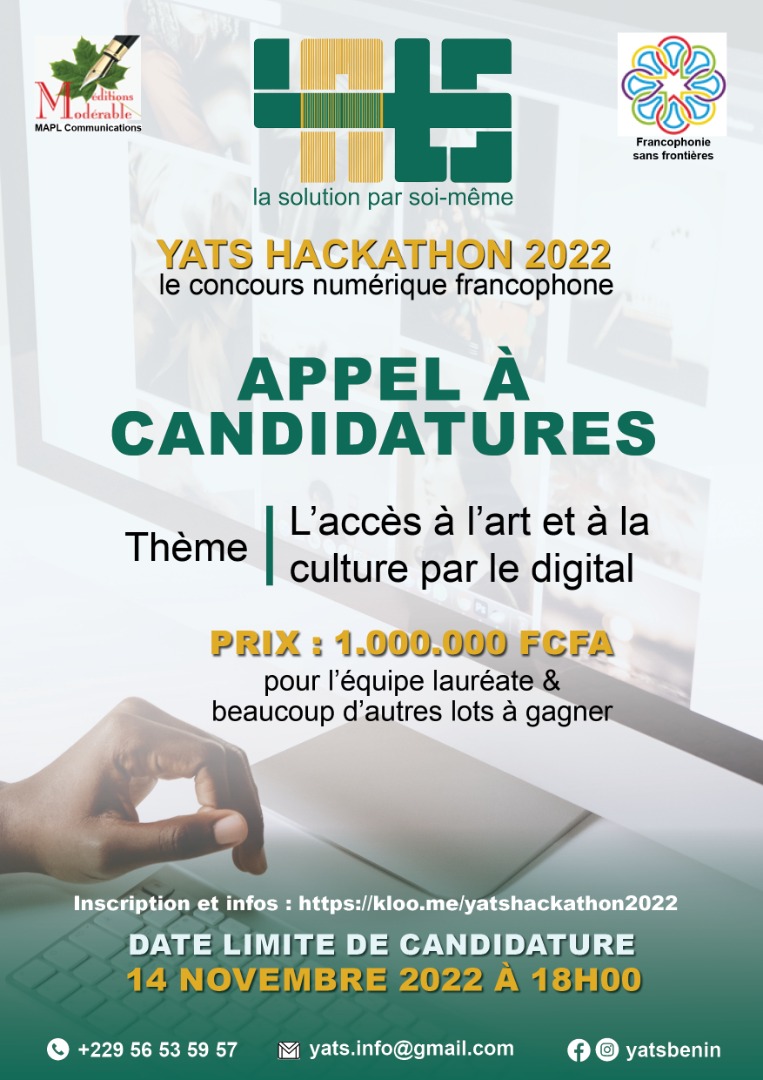 Editions
Modérable
MAPL Communications
YATS
la solution par soi-même
Francophonie
sans frontières
YATS HACKATHON 2022
le concours numérique francophone
APPEL À
CANDIDATURES
Thème
L’accès à l’art et à la
culture par le digital
PRIX : 1.000.000 FCFA
pour l’équipe lauréate &
beaucoup d’autres lots à gagner
Inscription et infos : https://kloo.me/yatshackathon2022
DATE LIMITE DE CANDIDATURE
14 NOVEMBRE 2022 À 18H00
+229 56 53 59 57
yats.info@gmail.com
yatsbenin